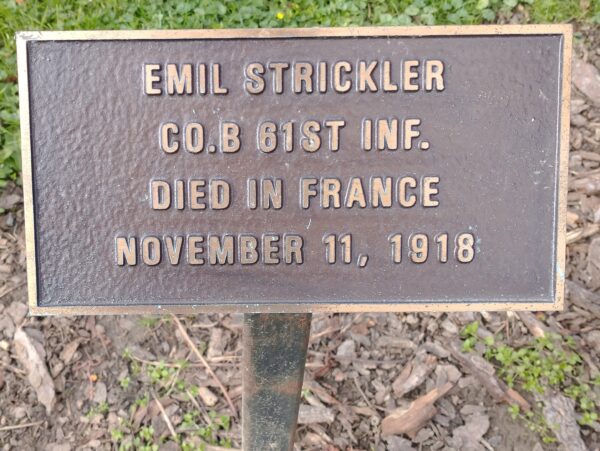 EMIL STRICKLER
CO.B 61ST INF.
DIED IN FRANCE
NOVEMBER 11, 1918